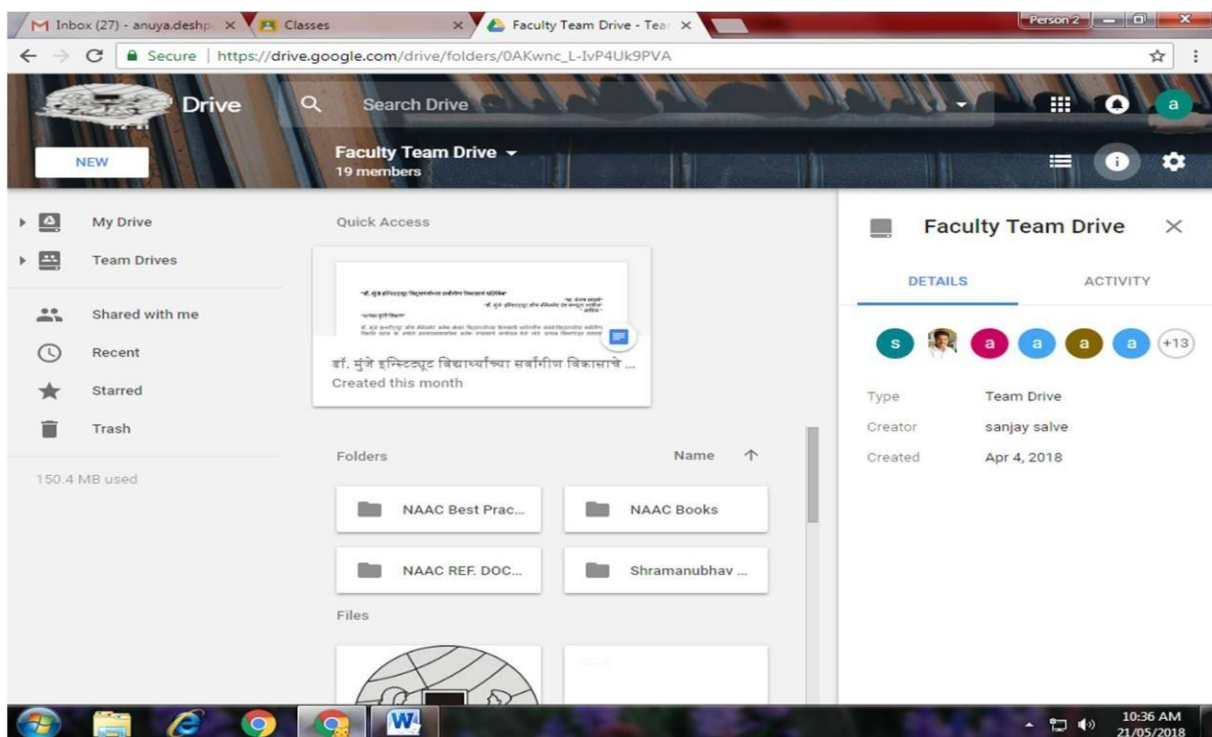 Inbox (27) - anuya.deshp
Classes
Faculty Team Drive - Tear
Person 2
Secure | https://drive.google.com/drive/folders/0AKwnc_L-IvP4Uk9PVA
Drive
Search Drive
a
NEW
Faculty Team Drive
19 members
My Drive
Team Drives
Shared with me
Recent
Starred
Trash
150.4 MB used
Quick Access
डॉ. मुंजे इन्स्टिट्यूट विद्यार्थ्यांच्या सर्वांगीण विकासाचे ...
Created this month
Folders
Name
NAAC Best Prac...
NAAC Books
NAAC REF. DOC...
Shramanubhav ...
Files
Faculty Team Drive
DETAILS
ACTIVITY
s a a a a +13
Type Team Drive
Creator sanjay salve
Created Apr 4, 2018
10:36 AM
21/05/2018